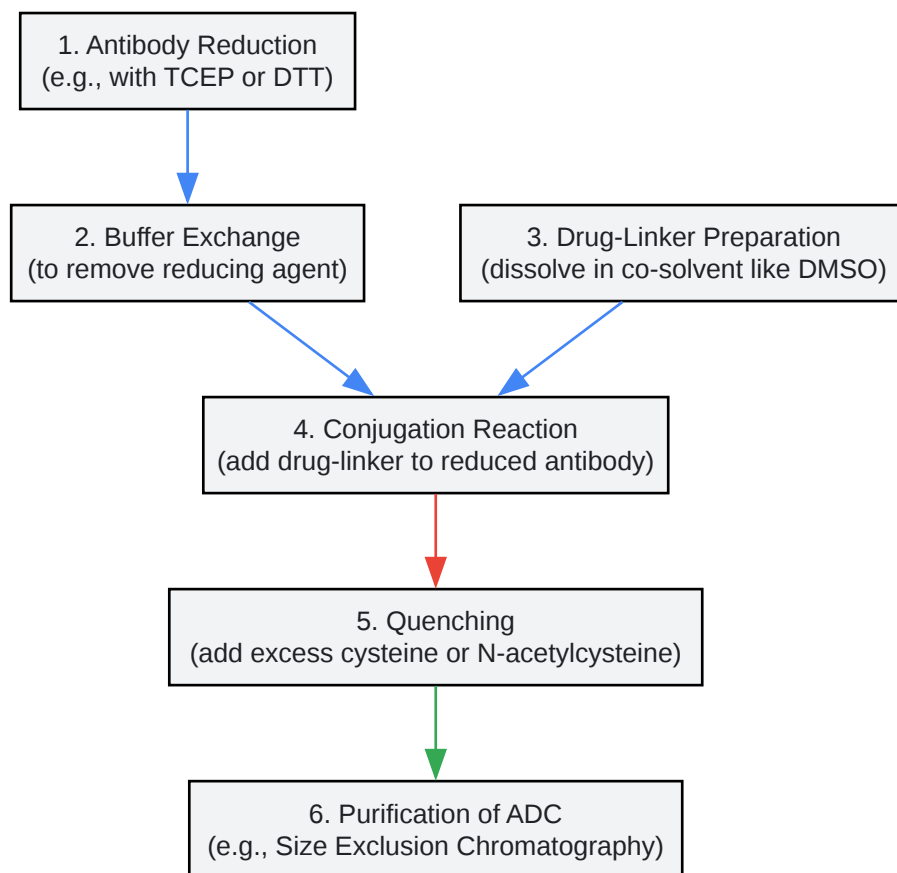 1. Antibody Reduction
(e.g., with TCEP or DTT)
2. Buffer Exchange
(to remove reducing agent)
3. Drug-Linker Preparation
(dissolve in co-solvent like DMSO)
4. Conjugation Reaction
(add drug-linker to reduced antibody)
5. Quenching
(add excess cysteine or N-acetylcysteine)
6. Purification of ADC
(e.g., Size Exclusion Chromatography)